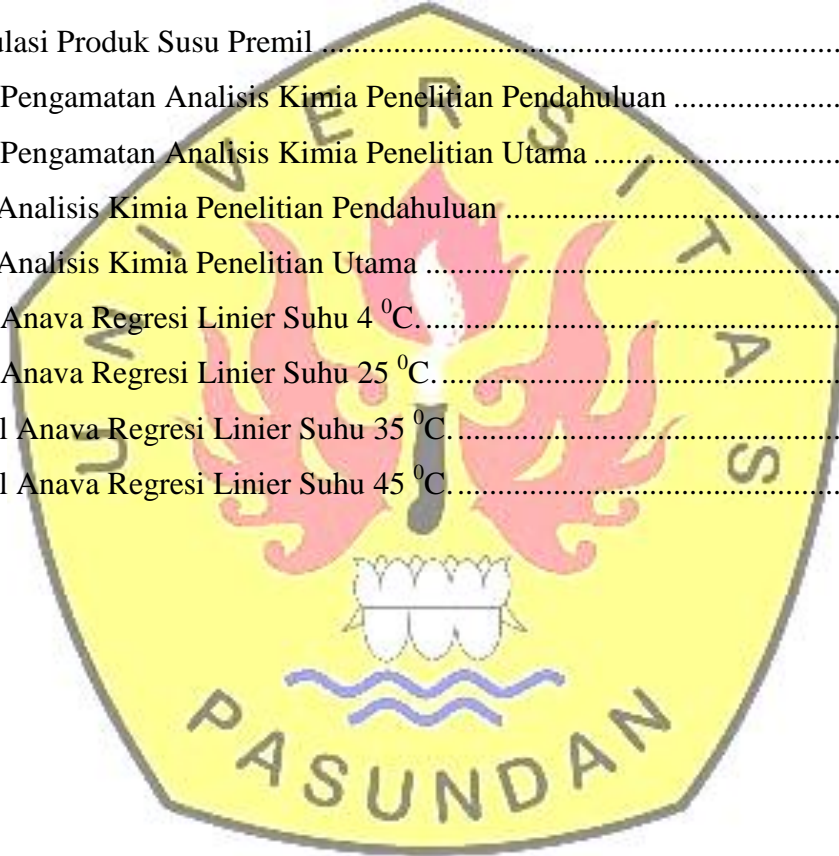 ulasi Produk Susu Premil ..........................................................................
Pengamatan Analisis Kimia Penelitian Pendahuluan ......................
Pengamatan Analisis Kimia Penelitian Utama .................................
Analisis Kimia Penelitian Pendahuluan ............................................
Analisis Kimia Penelitian Utama .......................................................
Anava Regresi Linier Suhu 4 ⁰C. .......................................................
Anava Regresi Linier Suhu 25 ⁰C. .....................................................
l Anava Regresi Linier Suhu 35 ⁰C. ...................................................
l Anava Regresi Linier Suhu 45 ⁰C. ...................................................
UNIVERSITAS
PASUNDAN